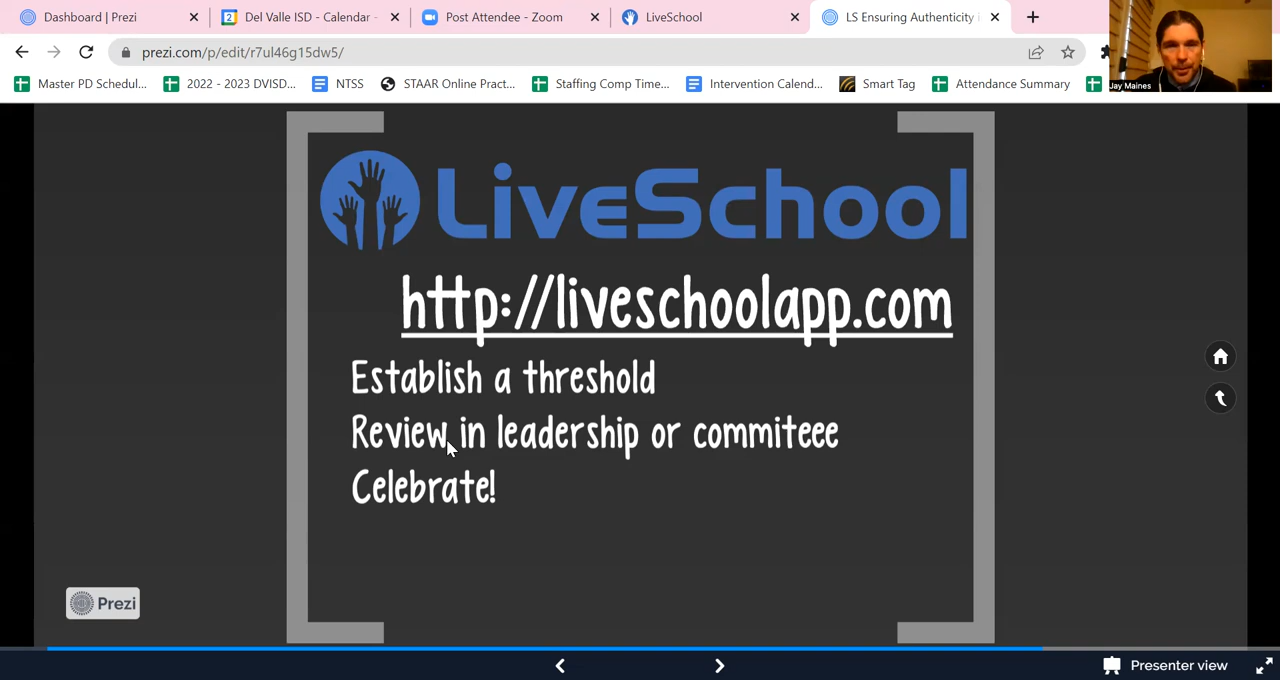 Dashboard | Prezi
Del Valle ISD - Calendar -
Post Attendee - Zoom
LiveSchool
LS Ensuring Authenticity i
prezi.com/p/edit/r7ul46g15dw5/
Master PD Schedul...
2022 - 2023 DVISD...
NTSS
STAAR Online Pract...
Staffing Comp Time...
Intervention Calend...
Smart Tag
Attendance Summary
Jay Maines
LiveSchool
http://liveschoolapp.com
Establish a threshold
Review in leadership or commiteee
Celebrate!
Prezi
Presenter view